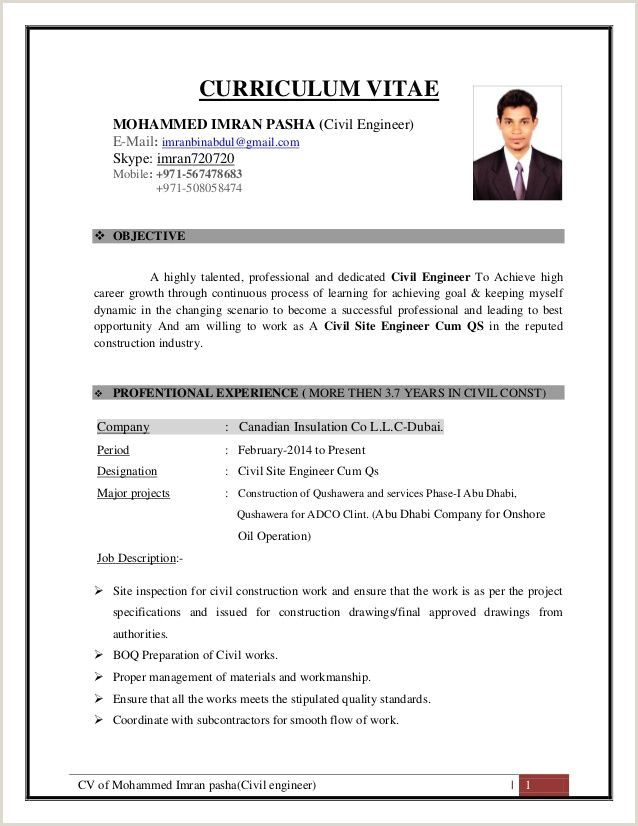 CURRICULUM VITAE
MOHAMMED IMRAN PASHA (Civil Engineer)
E-Mail: imranbinabdul@gmail.com
Skype: imran720720
Mobile: +971-567478683
+971-508058474
❖ OBJECTIVE
A highly talented, professional and dedicated Civil Engineer To Achieve high
career growth through continuous process of learning for achieving goal & keeping myself
dynamic in the changing scenario to become a successful professional and leading to best
opportunity And am willing to work as A Civil Site Engineer Cum QS in the reputed
construction industry.
❖ PROFENTIONAL EXPERIENCE ( MORE THEN 3.7 YEARS IN CIVIL CONST)
Company : Canadian Insulation Co L.L.C-Dubai.
Period : February-2014 to Present
Designation : Civil Site Engineer Cum Qs
Major projects : Construction of Qushawera and services Phase-I Abu Dhabi,
Qushawera for ADCO Clint. (Abu Dhabi Company for Onshore
Oil Operation)
Job Description:-
➢ Site inspection for civil construction work and ensure that the work is as per the project
specifications and issued for construction drawings/final approved drawings from
authorities.
➢ BOQ Preparation of Civil works.
➢ Proper management of materials and workmanship.
➢ Ensure that all the works meets the stipulated quality standards.
➢ Coordinate with subcontractors for smooth flow of work.
CV of Mohammed Imran pasha(Civil engineer) | 1